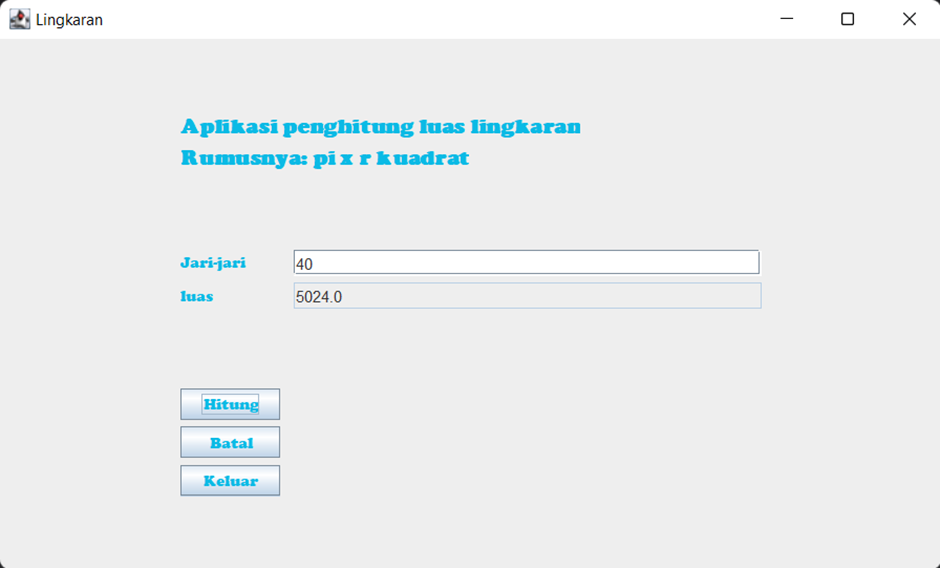 Lingkaran
Aplikasi penghitung luas lingkaran
Rumusnya: pi x r kuadrat
Jari-jari 40
luas 5024.0
Hitung
Batal
Keluar